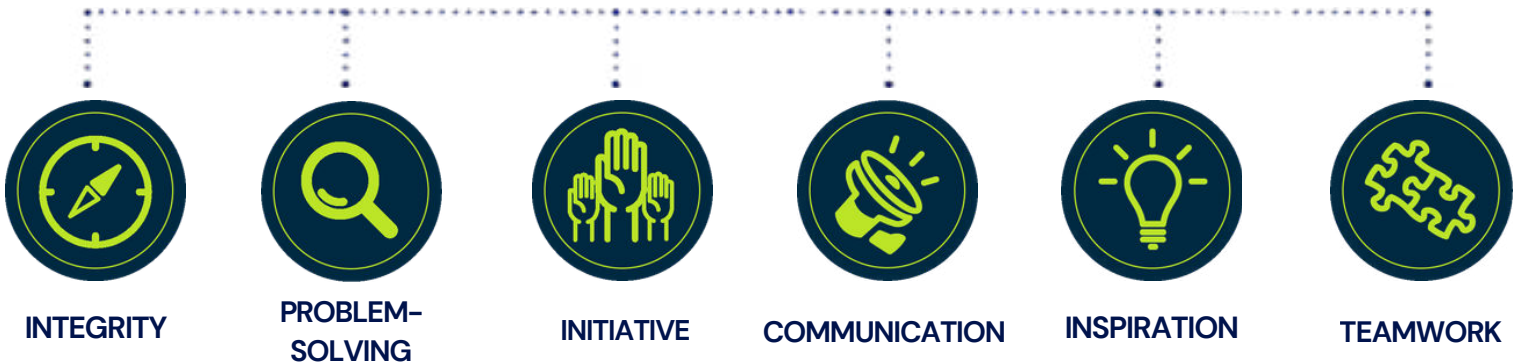 INTEGRITY
PROBLEM-
SOLVING
INITIATIVE
COMMUNICATION
INSPIRATION
TEAMWORK